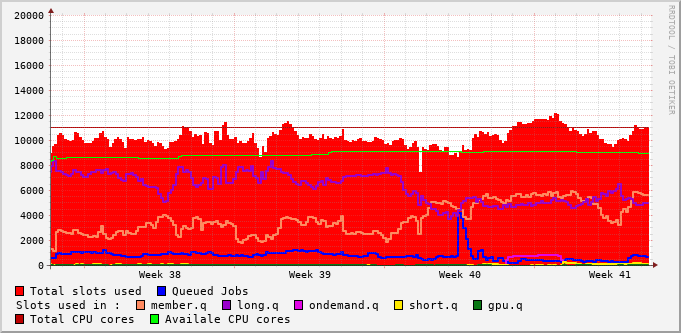 RRDTOOL / TOBI OETIKER
20000
18000
16000
14000
12000
10000
8000
6000
4000
2000
0
Week 38 Week 39 Week 40 Week 41
Total slots used Queued Jobs
Slots used in : member.q long.q ondemand.q short.q gpu.q
Total CPU cores Availale CPU cores